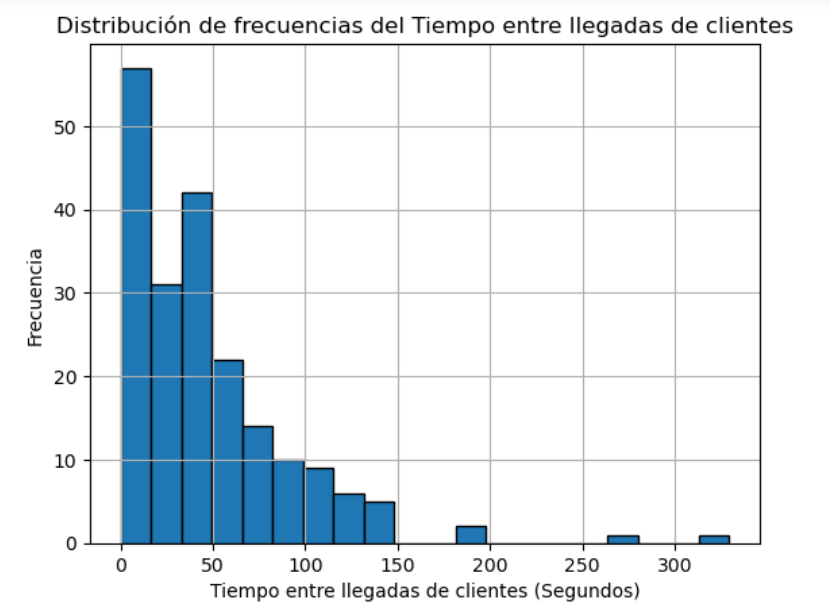 Distribución de frecuencias del Tiempo entre llegadas de clientes
Frecuencia
50
40
30
20
10
0
0 50 100 150 200 250 300
Tiempo entre llegadas de clientes (Segundos)